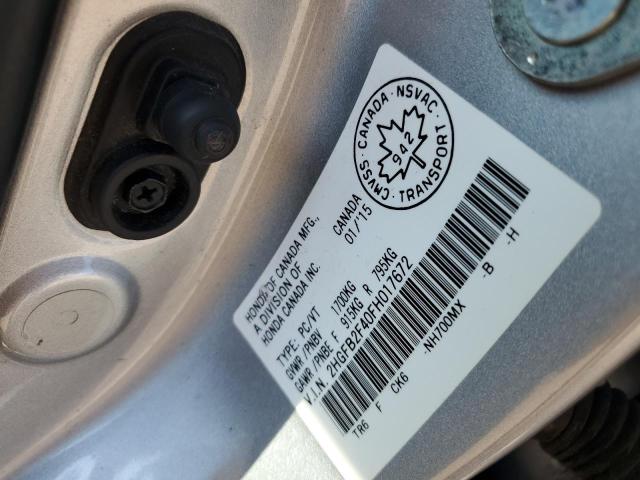 HONDA OF CANADA MFG., CANADA
A DIVISION OF 01/'15
HONDA CANADA INC.
TYPE: PC/VT
GVWR /PNBV 1700KG
GAWR /PNBE F 915KG R 795KG
V.I.N. 2HGFB2F40FH017672
TR6 F CK6 -NH700MX -B -H
CANADA · NSVAC · TRANSPORT · CMVSS ·
942